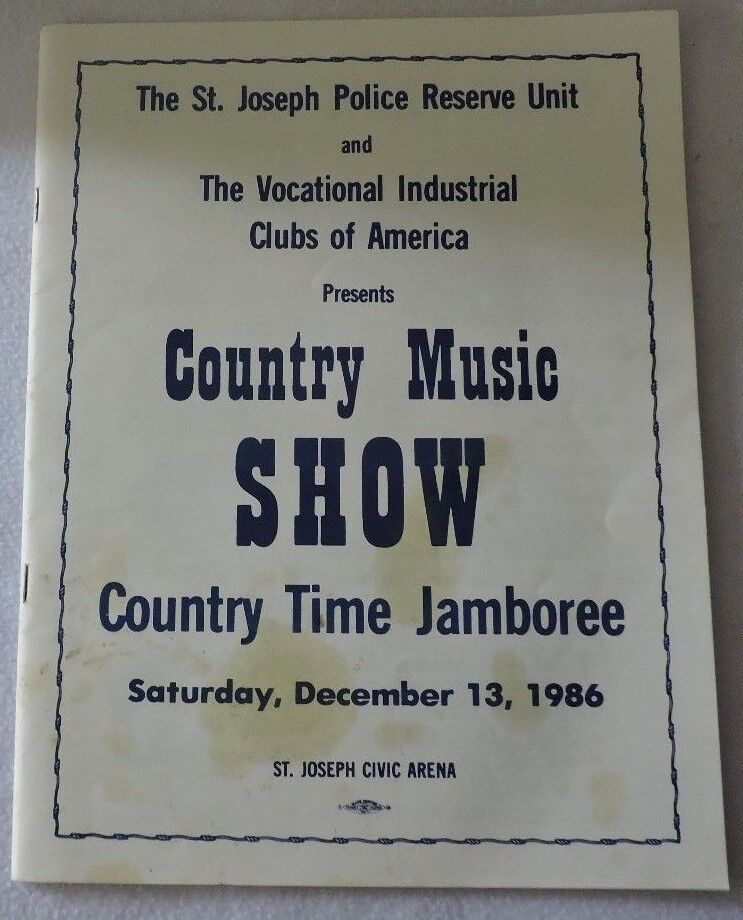 The St. Joseph Police Reserve Unit
and
The Vocational Industrial
Clubs of America
Presents
Country Music
SHOW
Country Time Jamboree
Saturday, December 13, 1986
ST. JOSEPH CIVIC ARENA